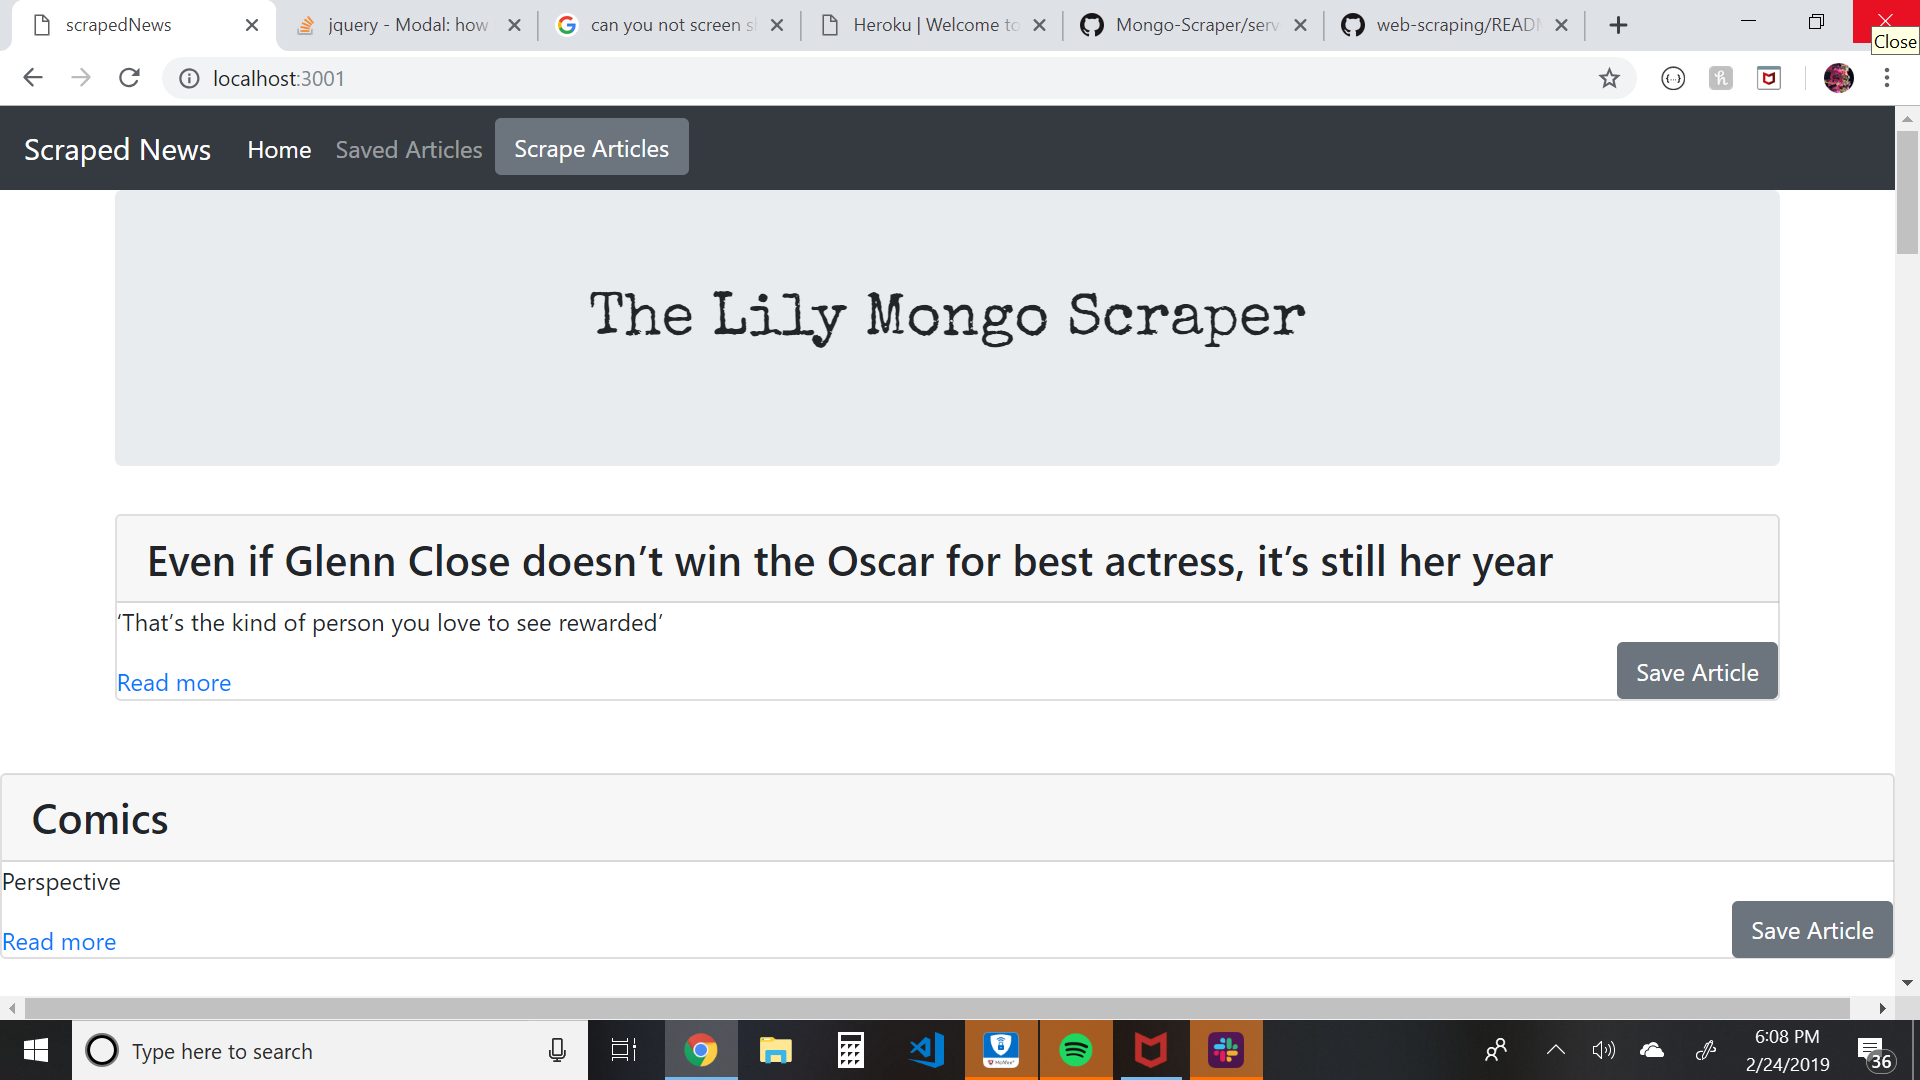 scrapedNews
jquery - Modal: how
can you not screen s
Heroku | Welcome to
Mongo-Scraper/serv
web-scraping/READ
Close
localhost:3001
Scraped News
Home
Saved Articles
Scrape Articles
The Lily Mongo Scraper
Even if Glenn Close doesn’t win the Oscar for best actress, it’s still her year
‘That’s the kind of person you love to see rewarded’
Read more
Save Article
Comics
Perspective
Read more
Save Article
Type here to search
6:08 PM
2/24/2019
36